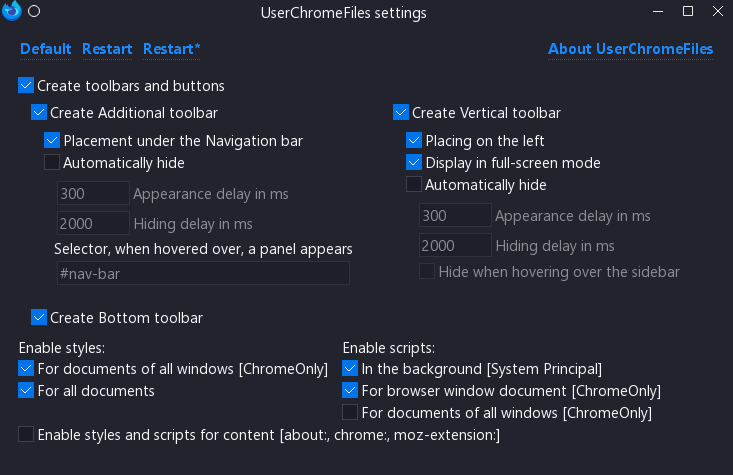 UserChromeFiles settings
Default Restart Restart* About UserChromeFiles
Create toolbars and buttons
Create Additional toolbar
Placement under the Navigation bar
Automatically hide
300 Appearance delay in ms
2000 Hiding delay in ms
Selector, when hovered over, a panel appears
#nav-bar
Create Vertical toolbar
Placing on the left
Display in full-screen mode
Automatically hide
300 Appearance delay in ms
2000 Hiding delay in ms
Hide when hovering over the sidebar
Create Bottom toolbar
Enable styles:
For documents of all windows [ChromeOnly]
For all documents
Enable scripts:
In the background [System Principal]
For browser window document [ChromeOnly]
For documents of all windows [ChromeOnly]
Enable styles and scripts for content [about:, chrome:, moz-extension:]